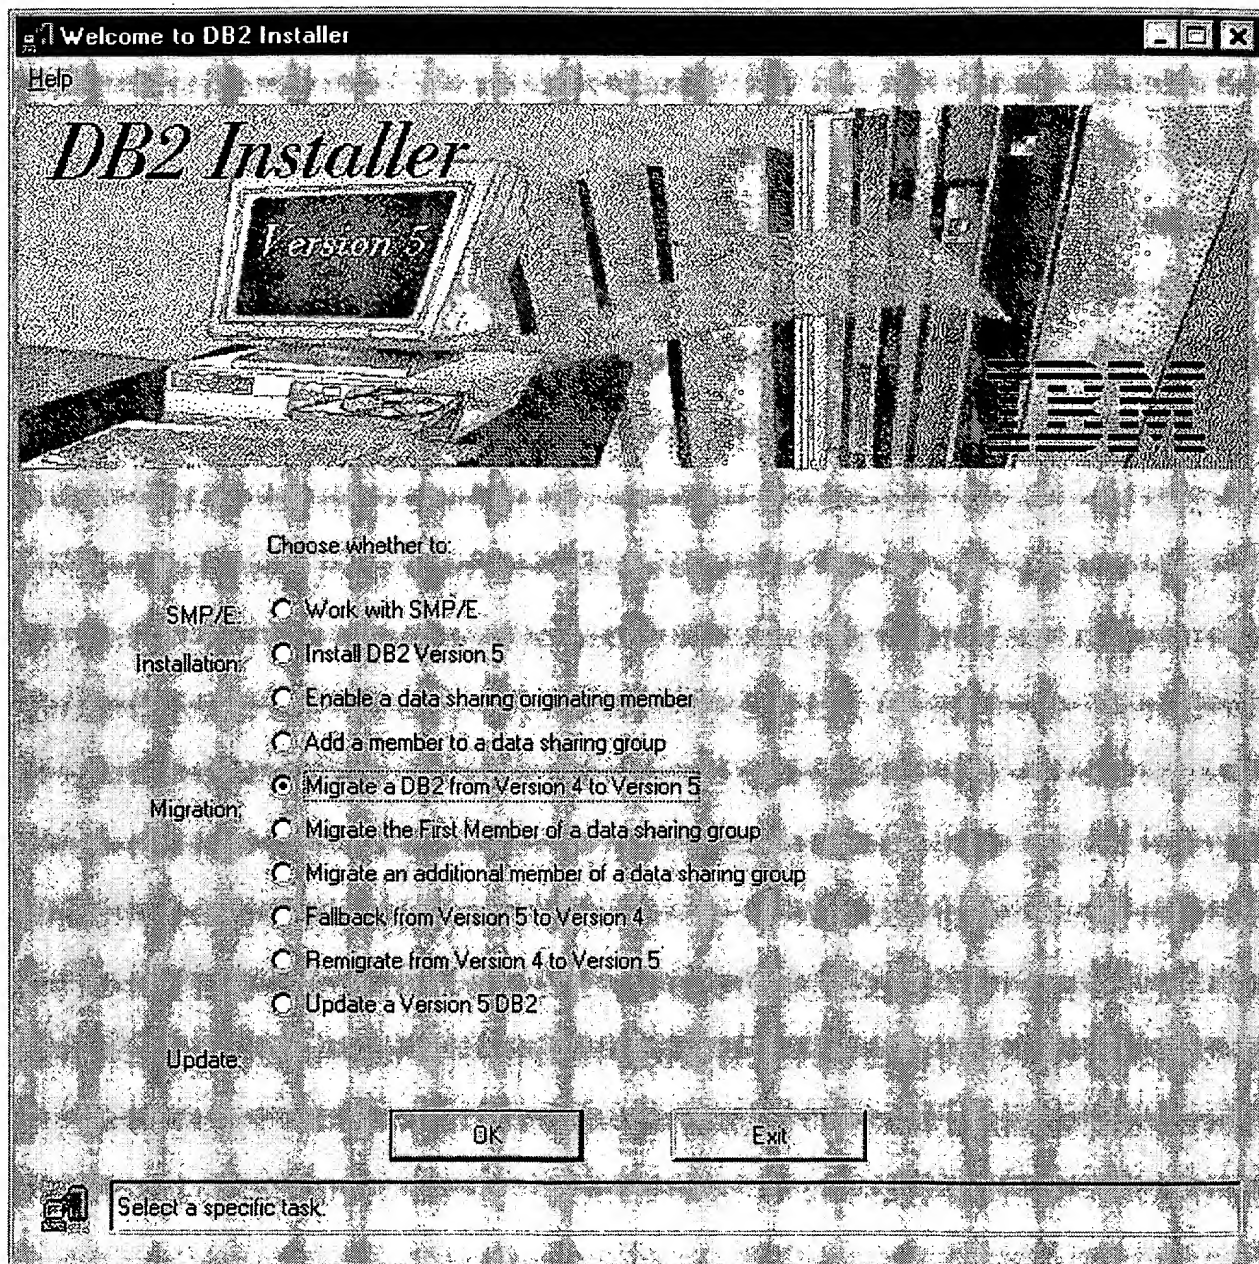 Welcome to DB2 Installer
Help
DB2 Installer
Version 5
IBM
Choose whether to:
SMP/E: Work with SMP/E
Installation: Install DB2 Version 5
Enable a data sharing originating member
Add a member to a data sharing group
Migrate a DB2 from Version 4 to Version 5
Migration:
Migrate the First Member of a data sharing group
Migrate an additional member of a data sharing group
Fallback from Version 5 to Version 4
Remigrate from Version 4 to Version 5
Update a Version 5 DB2
Update:
OK Exit
Select a specific task.